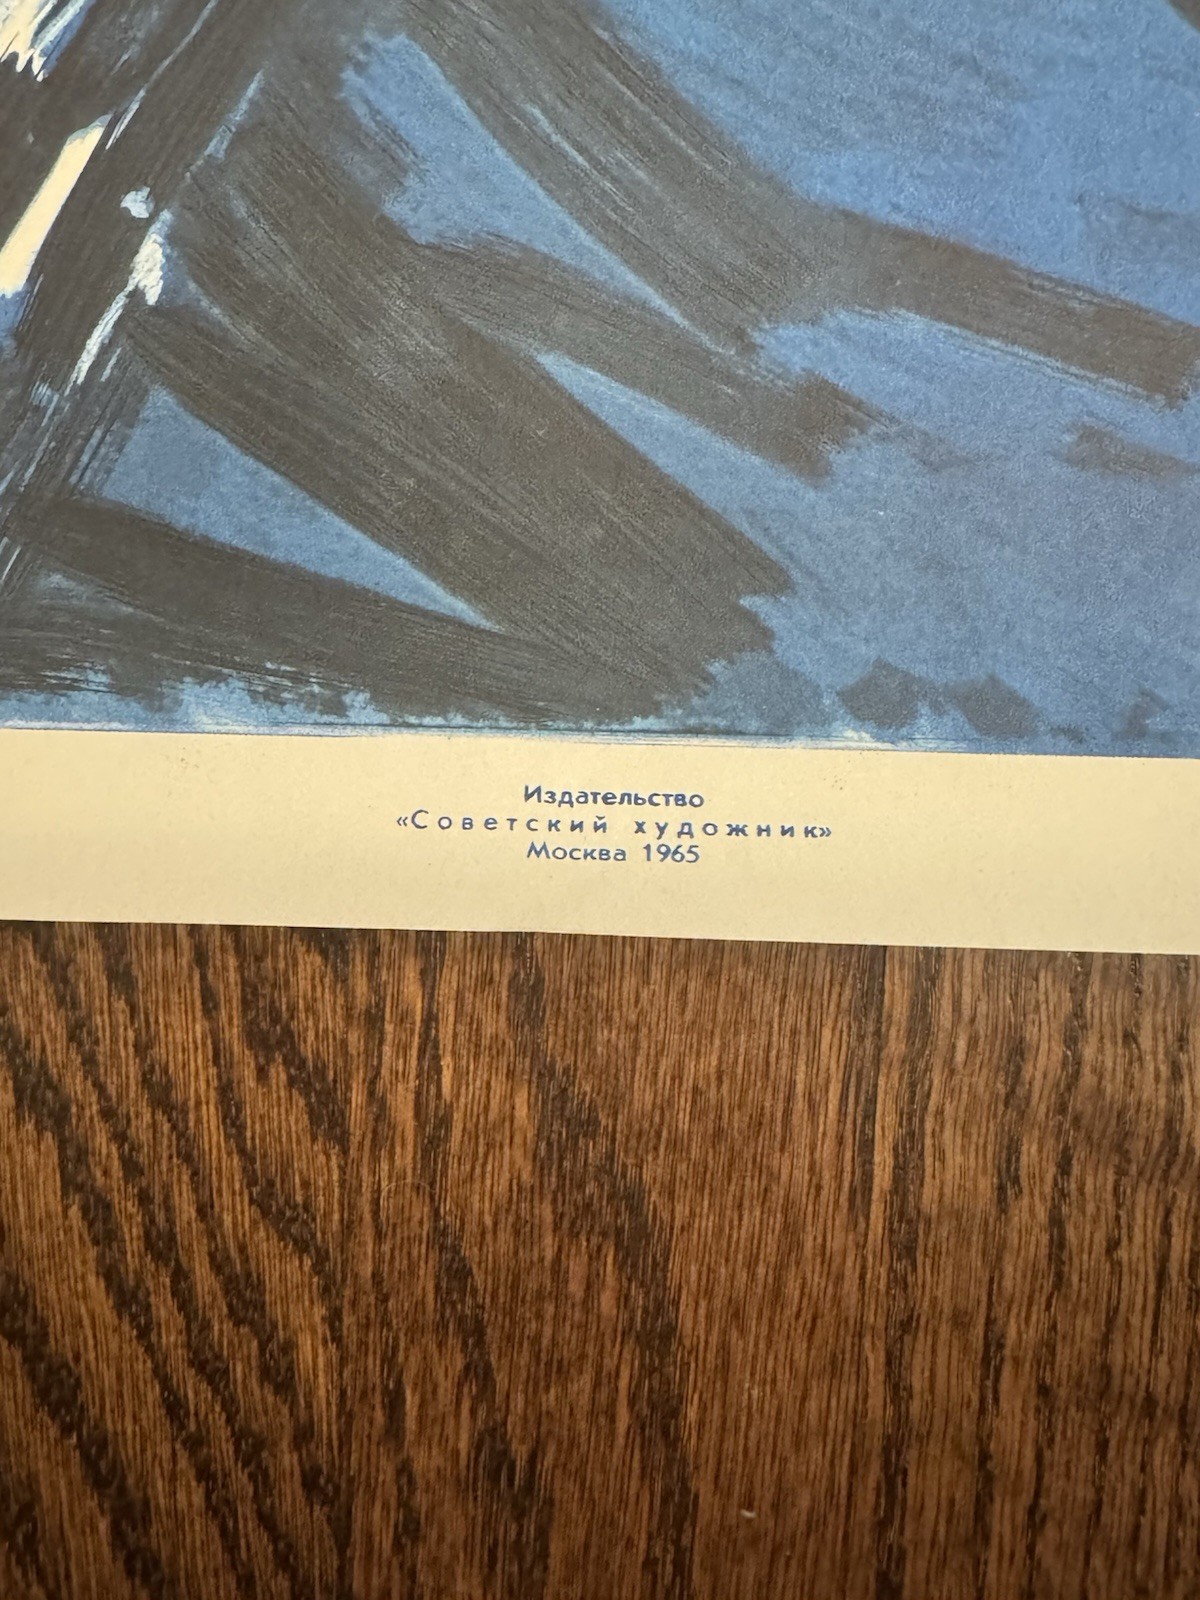 Издательство
«Советский художник»
Москва 1965